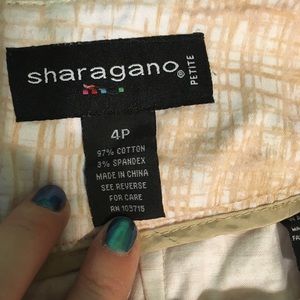 sharagano®
PETITE
4P
97% COTTON
3% SPANDEX
MADE IN CHINA
SEE REVERSE
FOR CARE
RN 103715